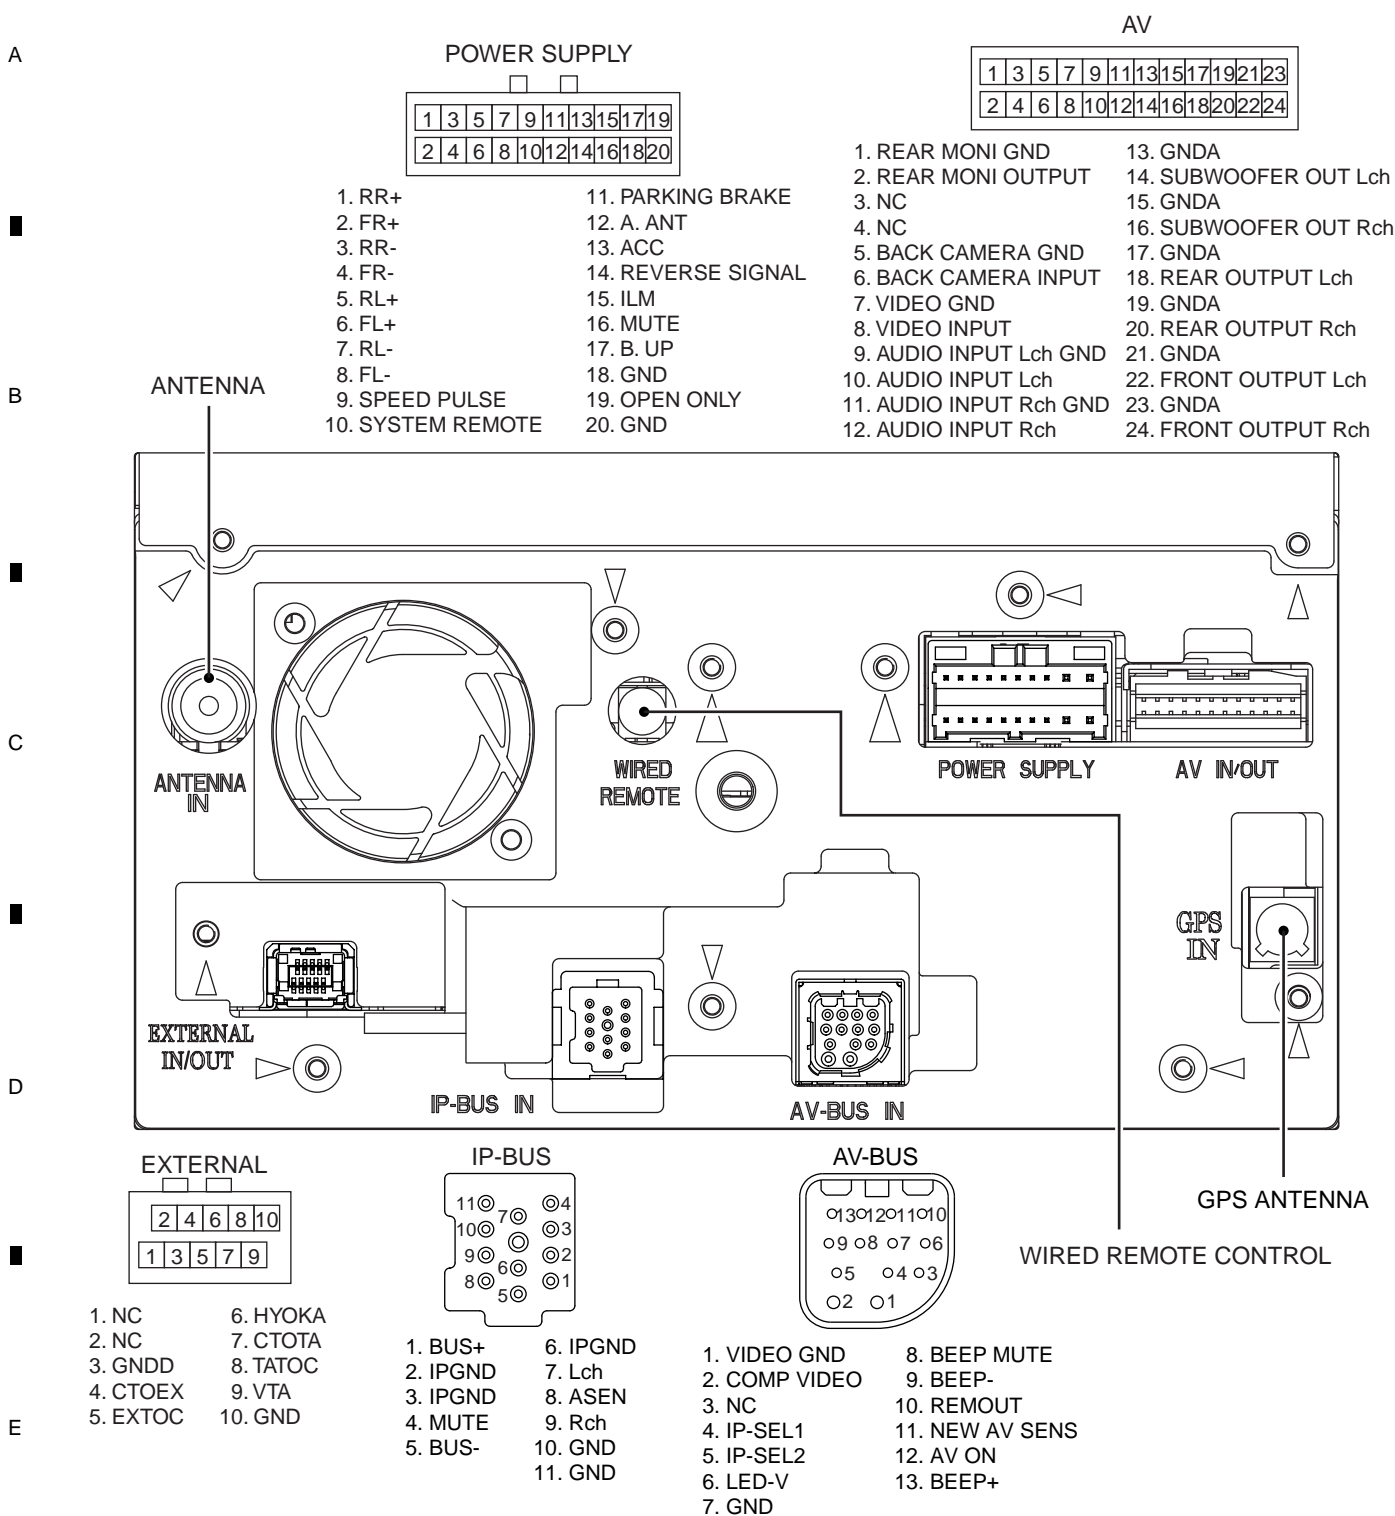 A
B
C
D
E
POWER SUPPLY
1 3 5 7 9 11 13 15 17 19
2 4 6 8 10 12 14 16 18 20
1. RR+
2. FR+
3. RR-
4. FR-
5. RL+
6. FL+
7. RL-
8. FL-
9. SPEED PULSE
10. SYSTEM REMOTE
11. PARKING BRAKE
12. A. ANT
13. ACC
14. REVERSE SIGNAL
15. ILM
16. MUTE
17. B. UP
18. GND
19. OPEN ONLY
20. GND
AV
1 3 5 7 9 11 13 15 17 19 21 23
2 4 6 8 10 12 14 16 18 20 22 24
1. REAR MONI GND
2. REAR MONI OUTPUT
3. NC
4. NC
5. BACK CAMERA GND
6. BACK CAMERA INPUT
7. VIDEO GND
8. VIDEO INPUT
9. AUDIO INPUT Lch GND
10. AUDIO INPUT Lch
11. AUDIO INPUT Rch GND
12. AUDIO INPUT Rch
13. GNDA
14. SUBWOOFER OUT Lch
15. GNDA
16. SUBWOOFER OUT Rch
17. GNDA
18. REAR OUTPUT Lch
19. GNDA
20. REAR OUTPUT Rch
21. GNDA
22. FRONT OUTPUT Lch
23. GNDA
24. FRONT OUTPUT Rch
ANTENNA
ANTENNA
IN
WIRED
REMOTE
POWER SUPPLY
AV IN/OUT
GPS
IN
EXTERNAL
IN/OUT
IP-BUS IN
AV-BUS IN
GPS ANTENNA
WIRED REMOTE CONTROL
EXTERNAL
2 4 6 8 10
1 3 5 7 9
1. NC
2. NC
3. GNDD
4. CTOEX
5. EXTOC
6. HYOKA
7. CTOTA
8. TATOC
9. VTA
10. GND
IP-BUS
11 7 4
10 3
9 6 2
8 5 1
1. BUS+
2. IPGND
3. IPGND
4. MUTE
5. BUS-
6. IPGND
7. Lch
8. ASEN
9. Rch
10. GND
11. GND
AV-BUS
13 12 11 10
9 8 7 6
5 4 3
2 1
1. VIDEO GND
2. COMP VIDEO
3. NC
4. IP-SEL1
5. IP-SEL2
6. LED-V
7. GND
8. BEEP MUTE
9. BEEP-
10. REMOUT
11. NEW AV SENS
12. AV ON
13. BEEP+